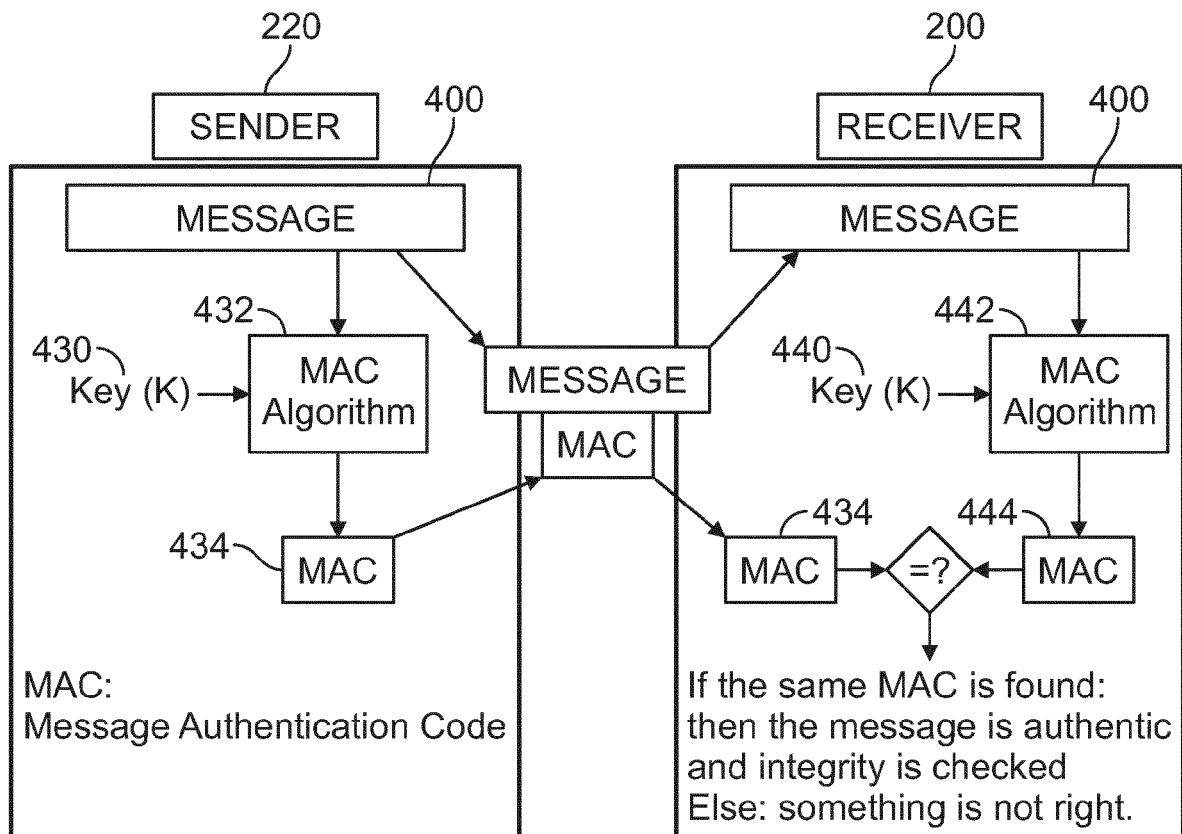 220
SENDER
400
MESSAGE
432
430
Key (K)
MAC
Algorithm
434
MAC
MAC:
Message Authentication Code
MESSAGE
MAC
200
RECEIVER
400
MESSAGE
442
440
Key (K)
MAC
Algorithm
434
MAC
=?
444
MAC
If the same MAC is found:
then the message is authentic
and integrity is checked
Else: something is not right.